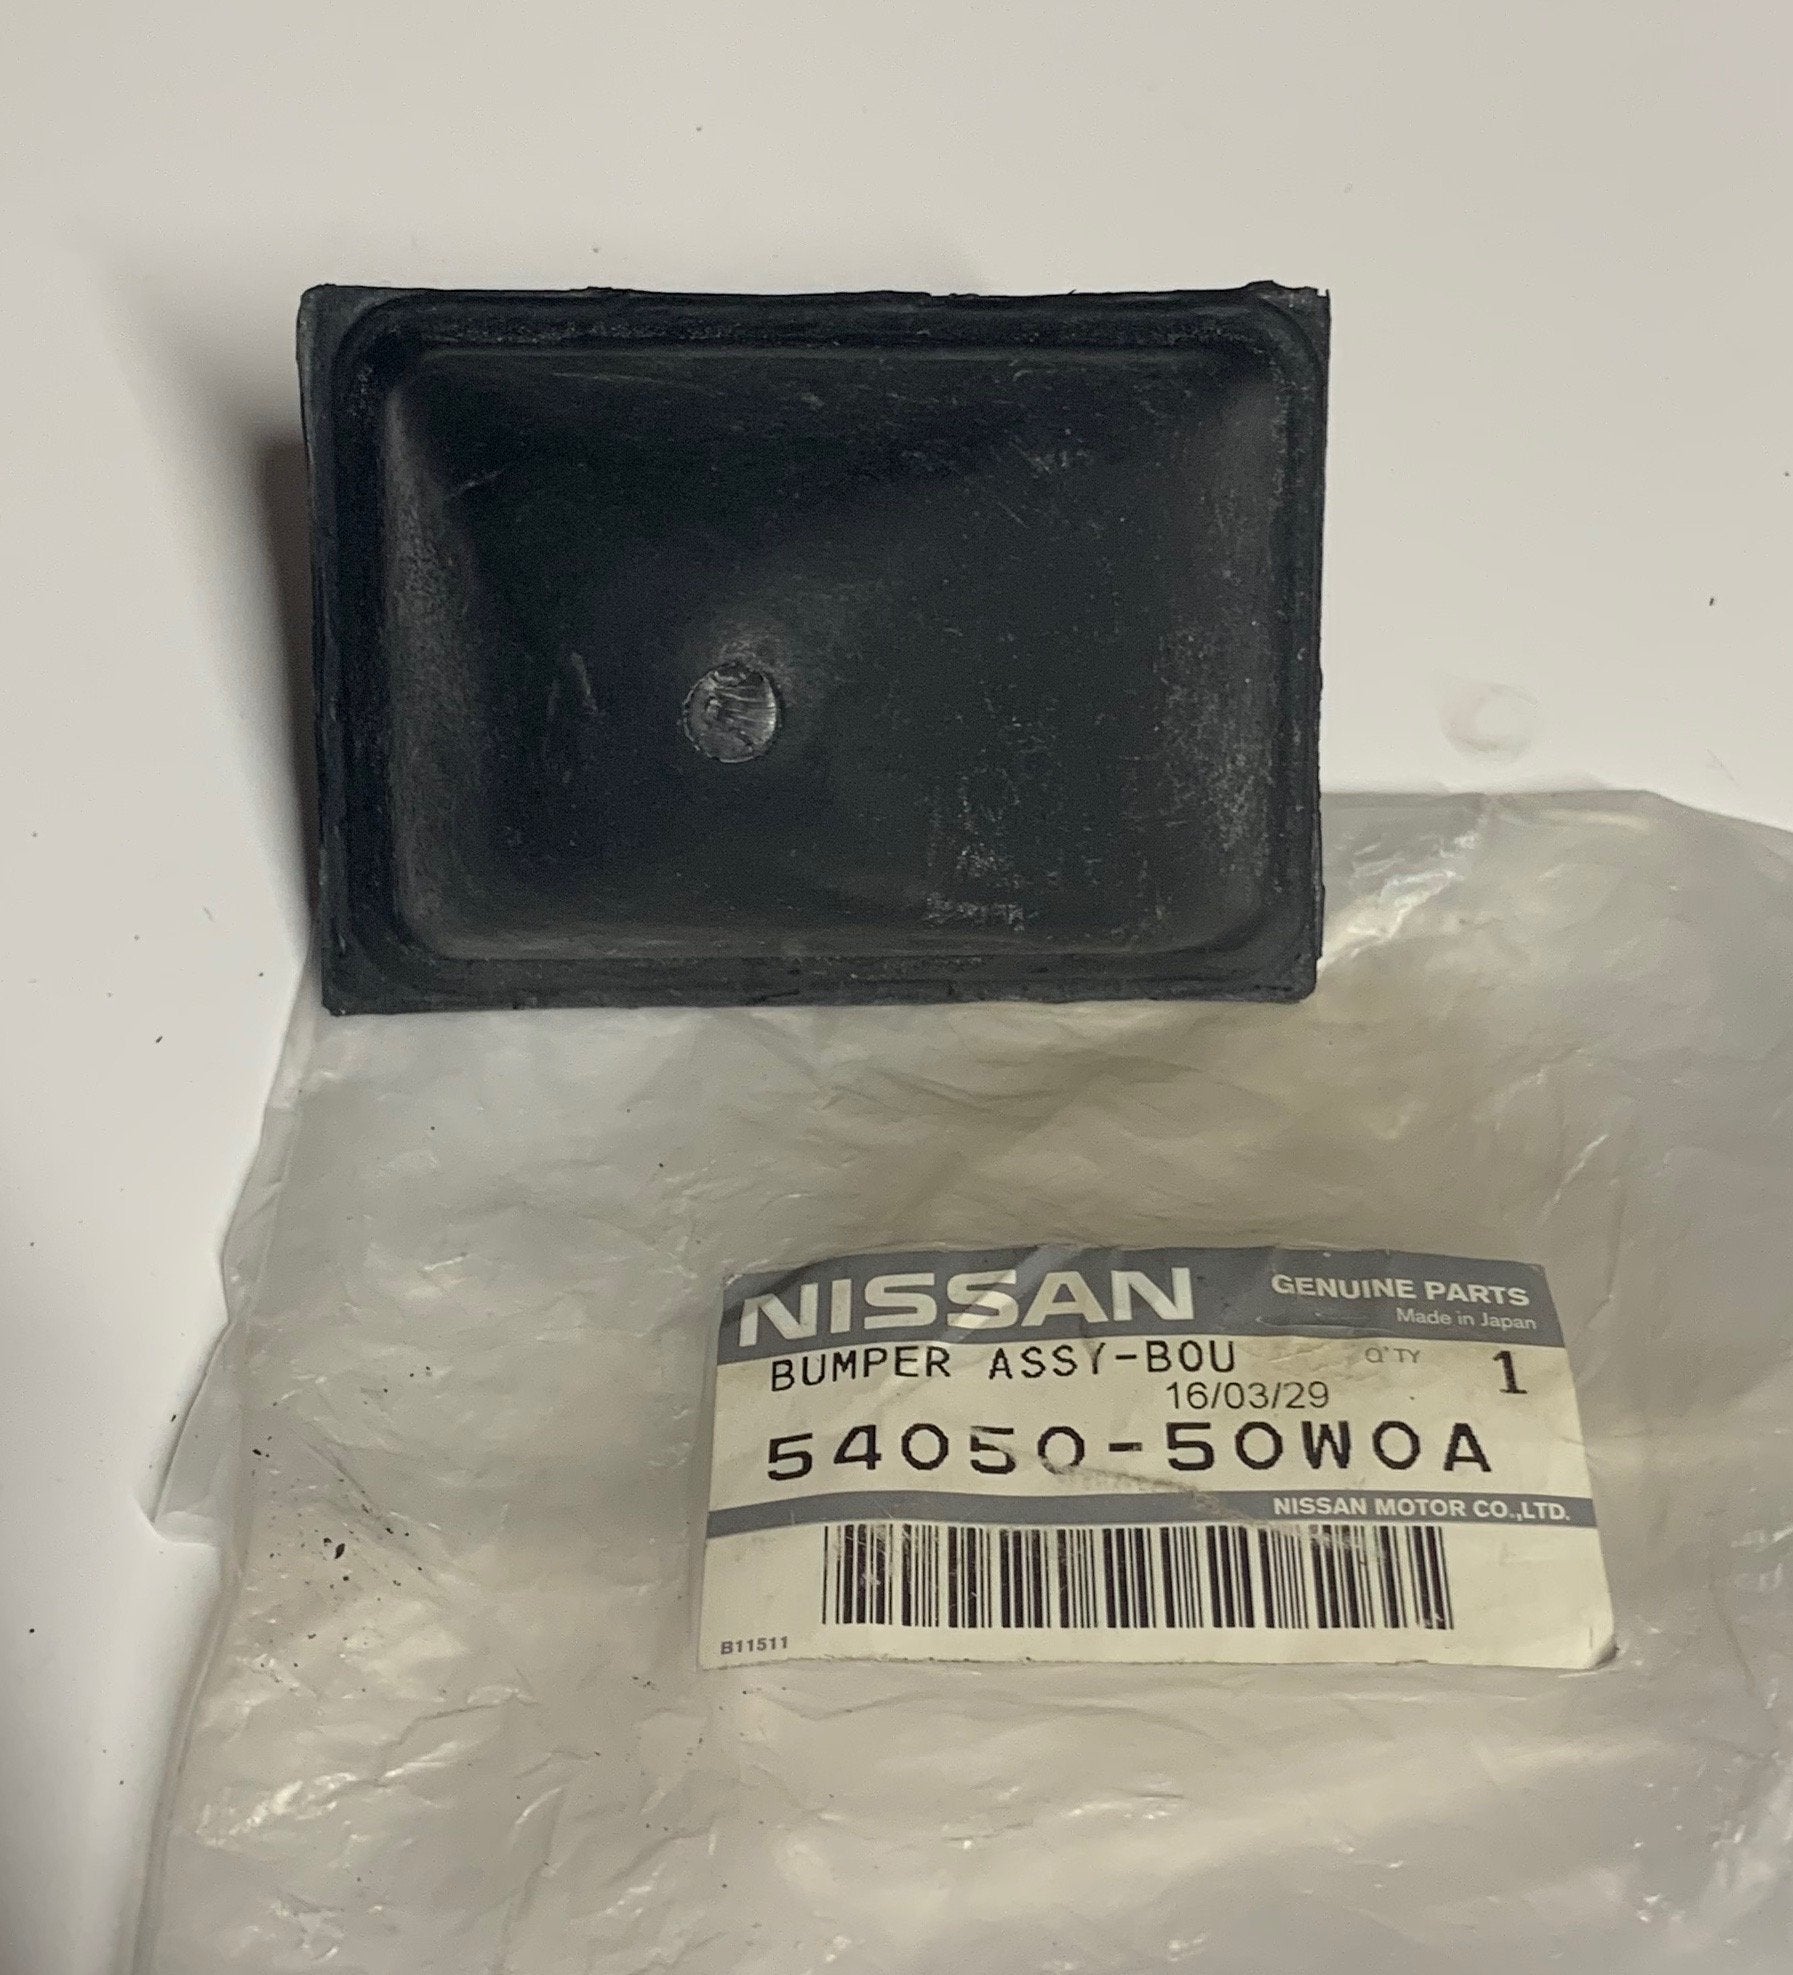 NISSAN GENUINE PARTS
Made in Japan
BUMPER ASSY-BOU Q'TY 1
16/03/29
54050-50W0A
NISSAN MOTOR CO.,LTD.
B11511